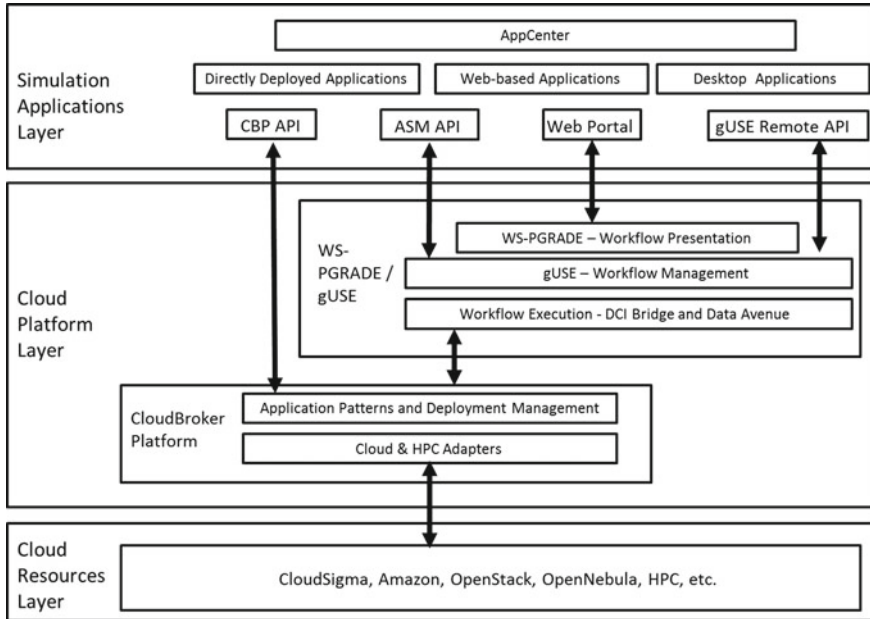 AppCenter
Simulation
Applications
Layer
Directly Deployed Applications
Web-based Applications
Desktop Applications
CBP API
ASM API
Web Portal
gUSE Remote API
Cloud
Platform
Layer
WS-
PGRADE /
gUSE
WS-PGRADE – Workflow Presentation
gUSE – Workflow Management
Workflow Execution - DCI Bridge and Data Avenue
CloudBroker
Platform
Application Patterns and Deployment Management
Cloud & HPC Adapters
Cloud
Resources
Layer
CloudSigma, Amazon, OpenStack, OpenNebula, HPC, etc.